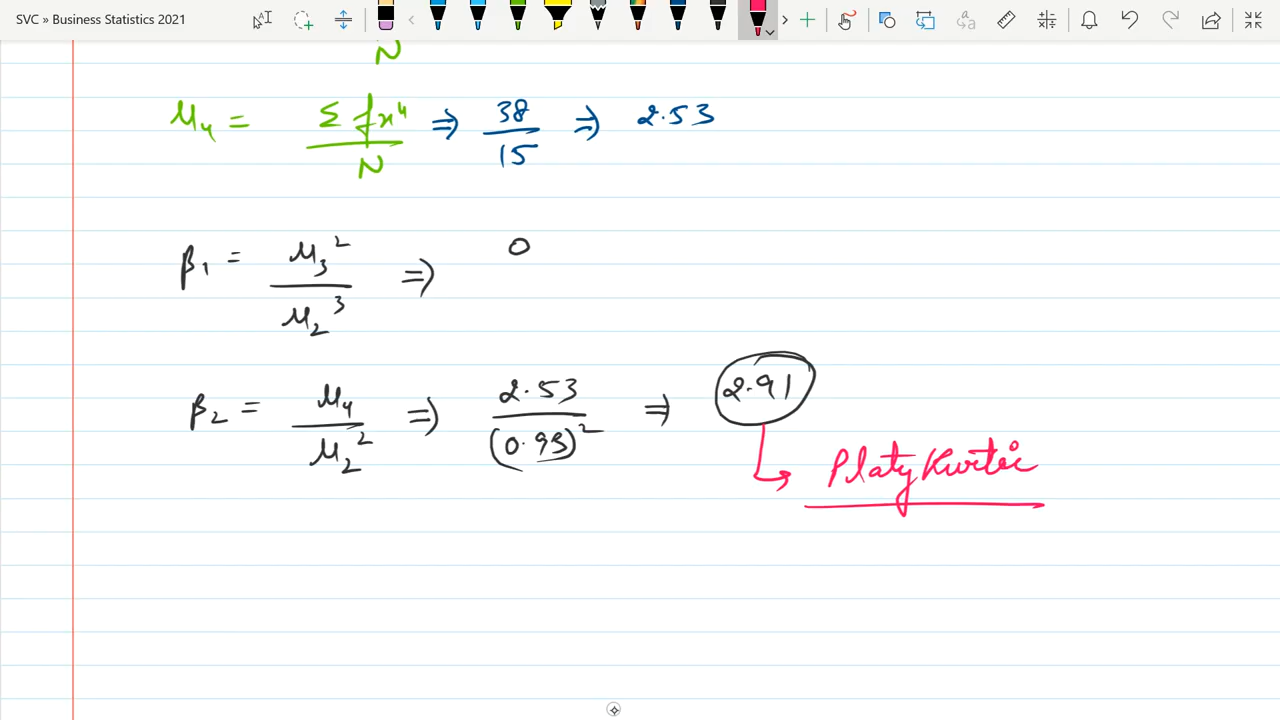 SVC » Business Statistics 2021
N
μ₄ = Σfx⁴ / N ⇒ 38 / 15 ⇒ 2.53
β₁ = μ₃² / μ₂³ ⇒ 0
β₂ = μ₄ / μ₂² ⇒ 2.53 / (0.93)² ⇒ 2.91
PlatyKurtic